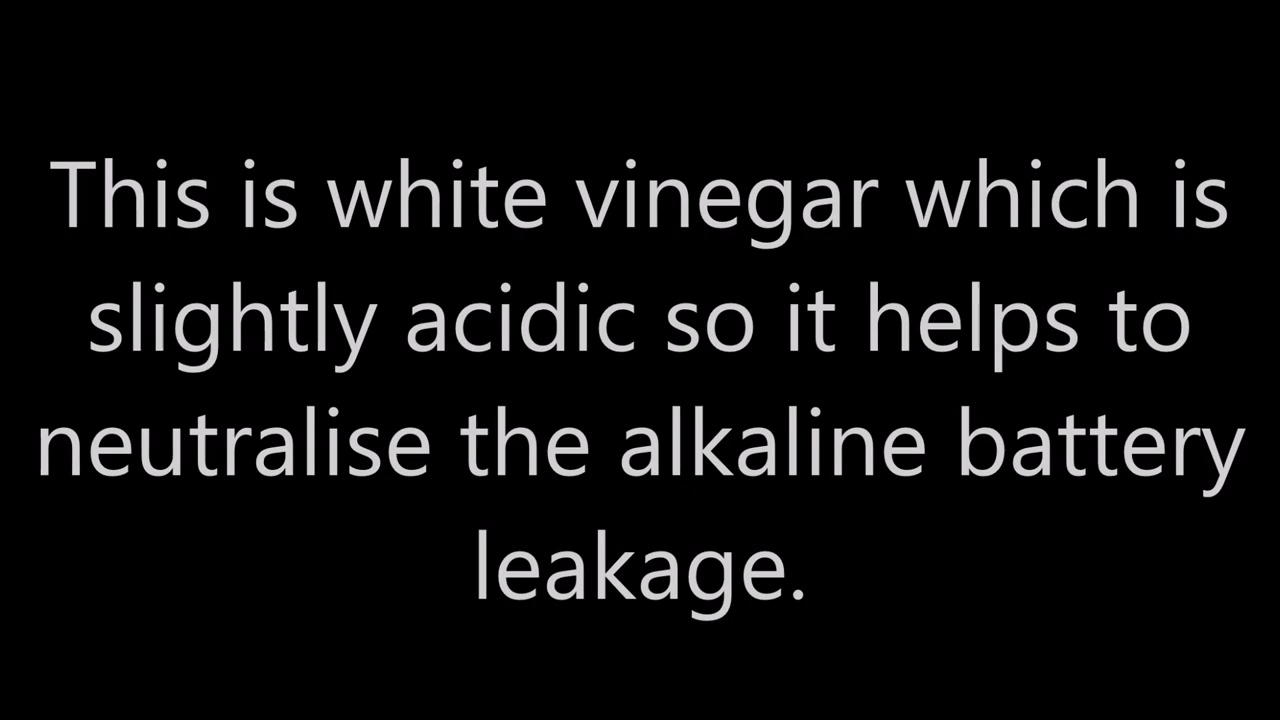 This is white vinegar which is
slightly acidic so it helps to
neutralise the alkaline battery
leakage.